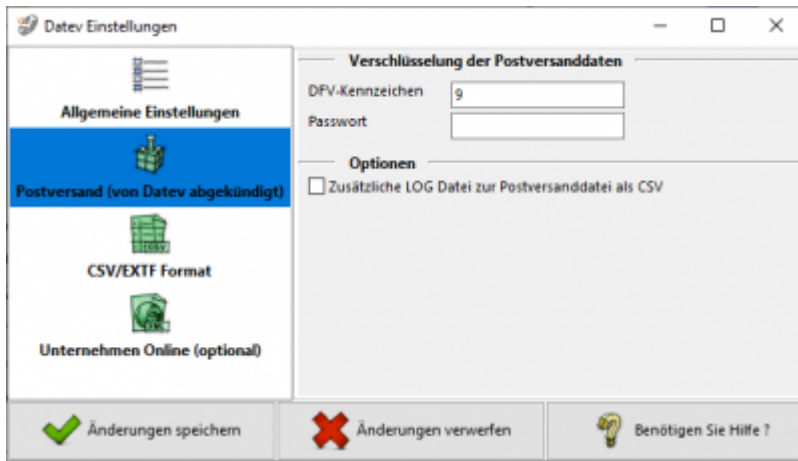 Datev Einstellungen
Allgemeine Einstellungen
Postversand (von Datev abgekündigt)
CSV/EXTF Format
Unternehmen Online (optional)
Verschlüsselung der Postversanddaten
DFV-Kennzeichen 9
Passwort
Optionen
Zusätzliche LOG Datei zur Postversanddatei als CSV
Änderungen speichern
Änderungen verwerfen
Benötigen Sie Hilfe ?